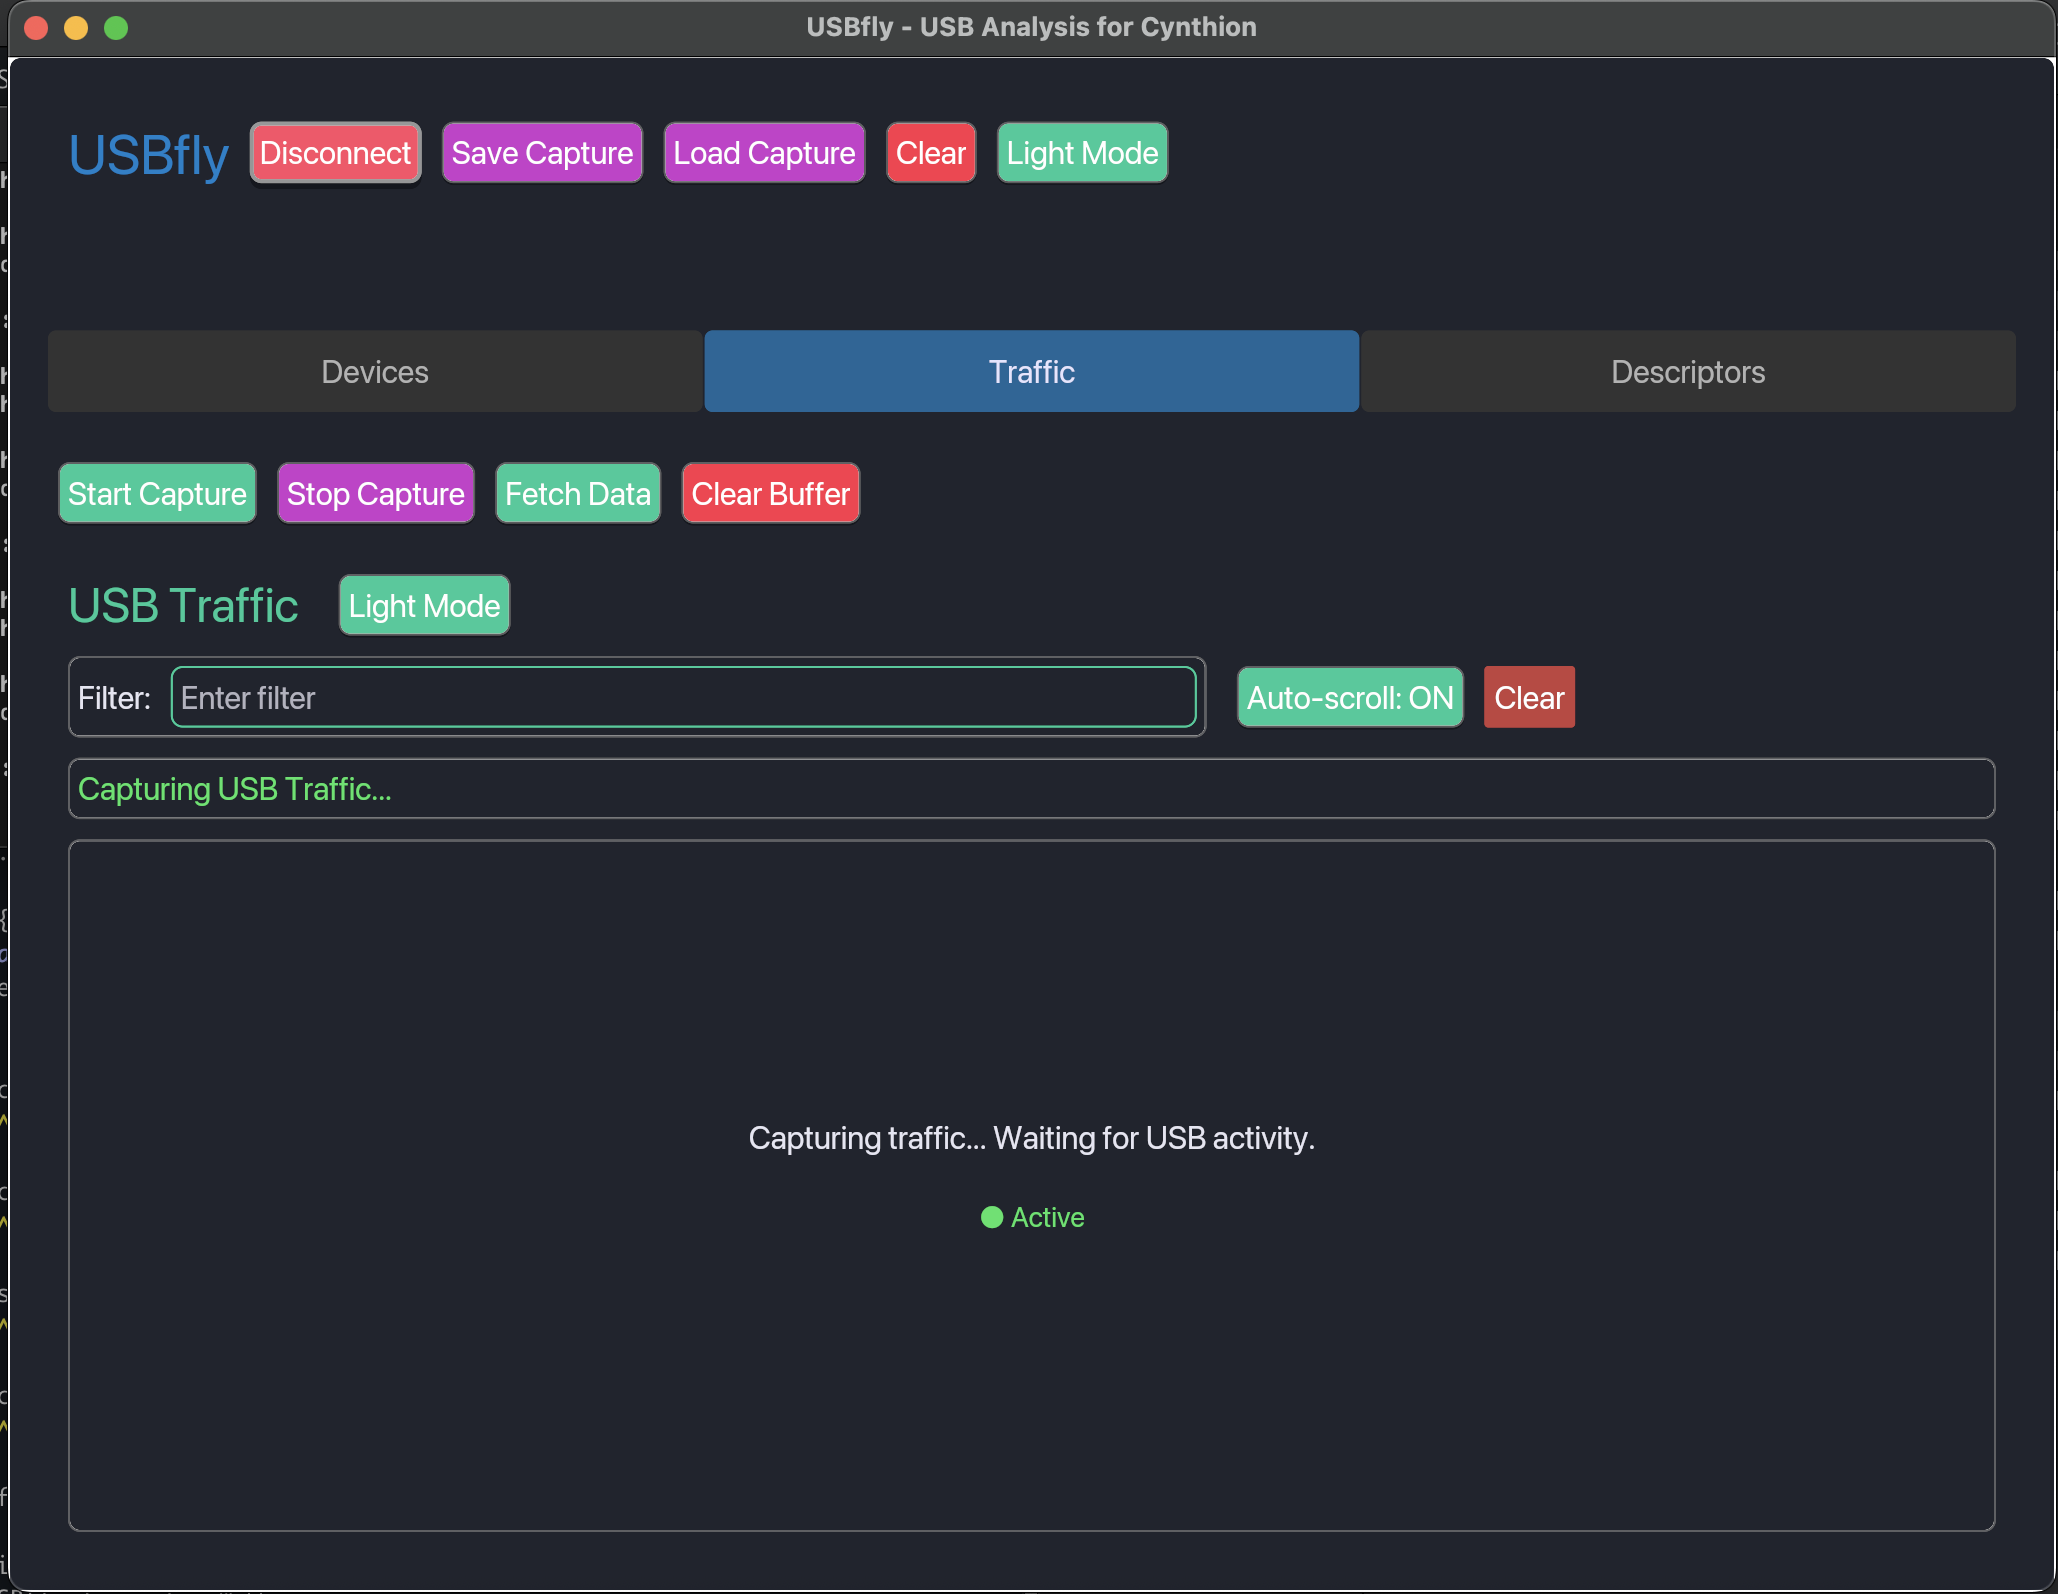 USBfly - USB Analysis for Cynthion
USBfly Disconnect Save Capture Load Capture Clear Light Mode
Devices Traffic Descriptors
Start Capture Stop Capture Fetch Data Clear Buffer
USB Traffic Light Mode
Filter: Enter filter Auto-scroll: ON Clear
Capturing USB Traffic...
Capturing traffic... Waiting for USB activity.
Active